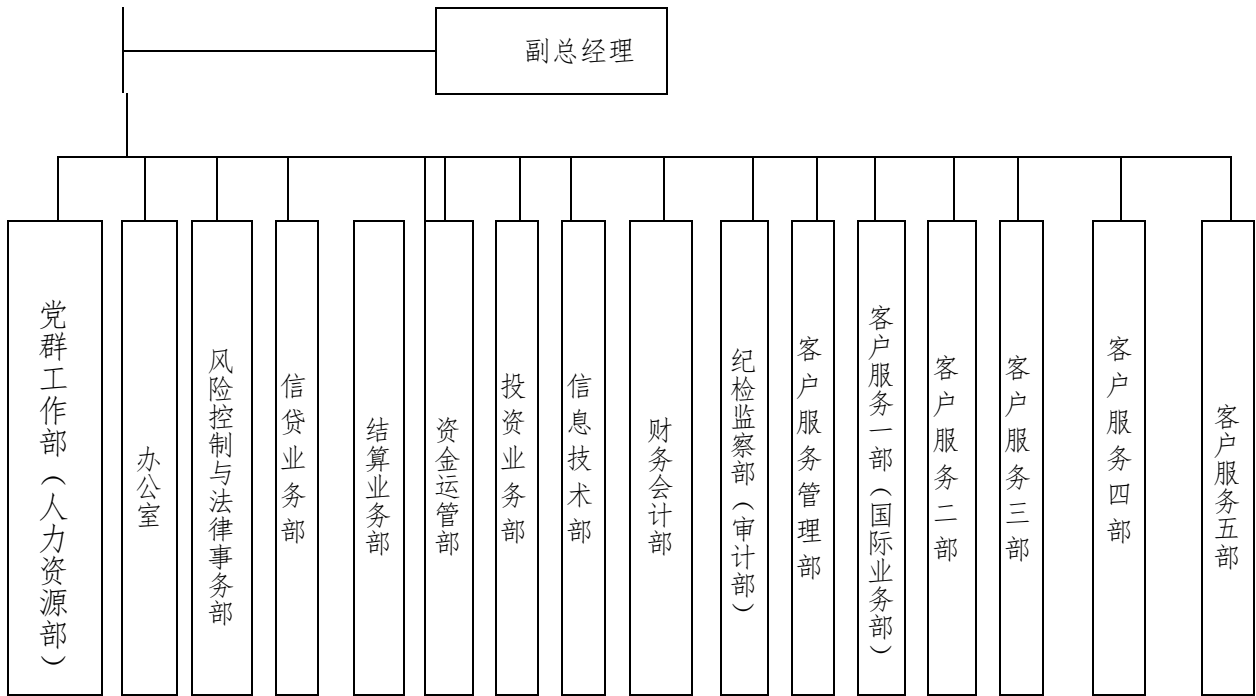 副总经理
党群工作部（人力资源部）
办公室
风险控制与法律事务部
信贷业务部
结算业务部
资金运管部
投资业务部
信息技术部
财务会计部
纪检监察部（审计部）
客户服务管理部
客户服务一部（国际业务部）
客户服务二部
客户服务三部
客户服务四部
客户服务五部